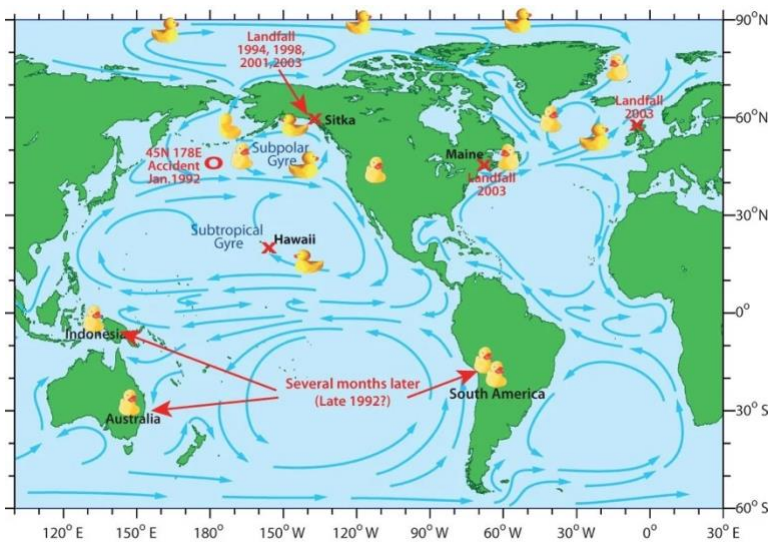 90° N
Landfall
1994, 1998,
2001,2003
Sitka
60° N
Landfall
2003
45N 178E
Accident
Jan.1992
Subpolar
Gyre
Maine
Landfall
2003
30° N
Subtropical
Gyre
Hawaii
0°
Indonesia
Several months later
(Late 1992?)
South America
Australia
30° S
60° S
120° E
150° E
180°
150° W
120° W
90° W
60° W
30° W
0°
30° E